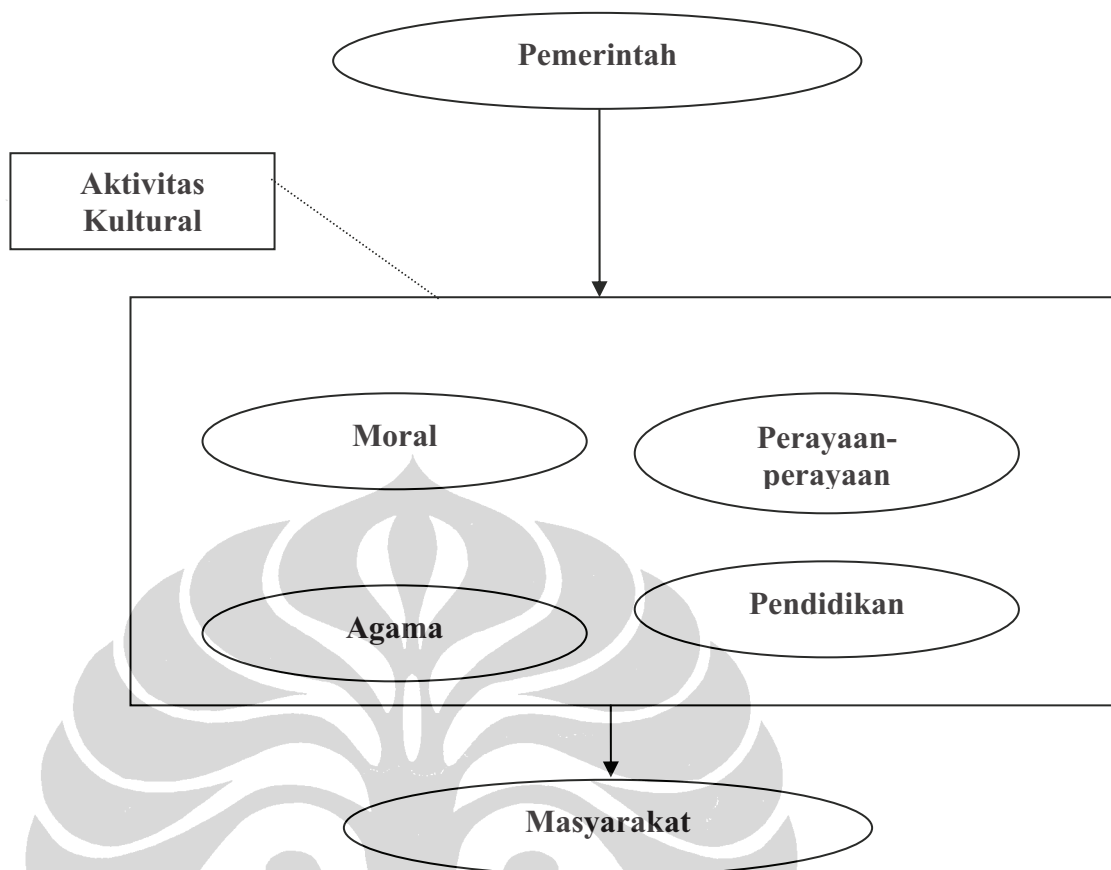 Pemerintah
Aktivitas
Kultural
Moral
Perayaan-
perayaan
Agama
Pendidikan
Masyarakat